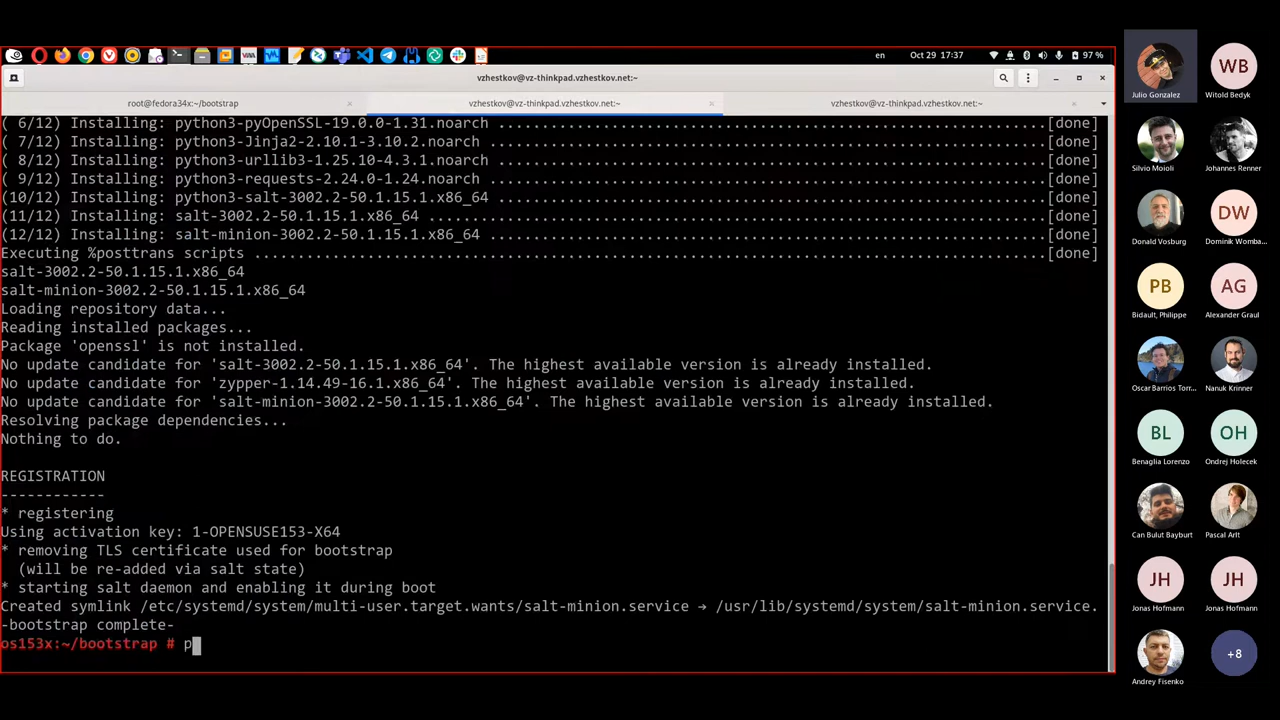 en
Oct 29 17:37
97 %
vzhestkov@vz-thinkpad.vzhestkov.net:~
root@fedora34x:~/bootstrap
vzhestkov@vz-thinkpad.vzhestkov.net:~
vzhestkov@vz-thinkpad.vzhestkov.net:~
( 6/12) Installing: python3-pyOpenSSL-19.0.0-1.31.noarch ...............................................................[done]
( 7/12) Installing: python3-Jinja2-2.10.1-3.10.2.noarch ................................................................[done]
( 8/12) Installing: python3-urllib3-1.25.10-4.3.1.noarch ...............................................................[done]
( 9/12) Installing: python3-requests-2.24.0-1.24.noarch ................................................................[done]
(10/12) Installing: python3-salt-3002.2-50.1.15.1.x86_64 ...............................................................[done]
(11/12) Installing: salt-3002.2-50.1.15.1.x86_64 .......................................................................[done]
(12/12) Installing: salt-minion-3002.2-50.1.15.1.x86_64 ................................................................[done]
Executing %posttrans scripts ...........................................................................................[done]
salt-3002.2-50.1.15.1.x86_64
salt-minion-3002.2-50.1.15.1.x86_64
Loading repository data...
Reading installed packages...
Package 'openssl' is not installed.
No update candidate for 'salt-3002.2-50.1.15.1.x86_64'. The highest available version is already installed.
No update candidate for 'zypper-1.14.49-16.1.x86_64'. The highest available version is already installed.
No update candidate for 'salt-minion-3002.2-50.1.15.1.x86_64'. The highest available version is already installed.
Resolving package dependencies...
Nothing to do.
REGISTRATION
------------
* registering
Using activation key: 1-OPENSUSE153-X64
* removing TLS certificate used for bootstrap
(will be re-added via salt state)
* starting salt daemon and enabling it during boot
Created symlink /etc/systemd/system/multi-user.target.wants/salt-minion.service → /usr/lib/systemd/system/salt-minion.service.
-bootstrap complete-
os153x:~/bootstrap # p
Julio Gonzalez
WB
Witold Bedyk
Silvio Moioli
Johannes Renner
Donald Vosburg
DW
Dominik Womba...
PB
Bidault, Philippe
AG
Alexander Graul
Oscar Barrios Torr...
Nanuk Krinner
BL
Benaglia Lorenzo
OH
Ondrej Holecek
Can Bulut Bayburt
Pascal Arlt
JH
Jonas Hofmann
JH
Jonas Hofmann
Andrey Fisenko
+8